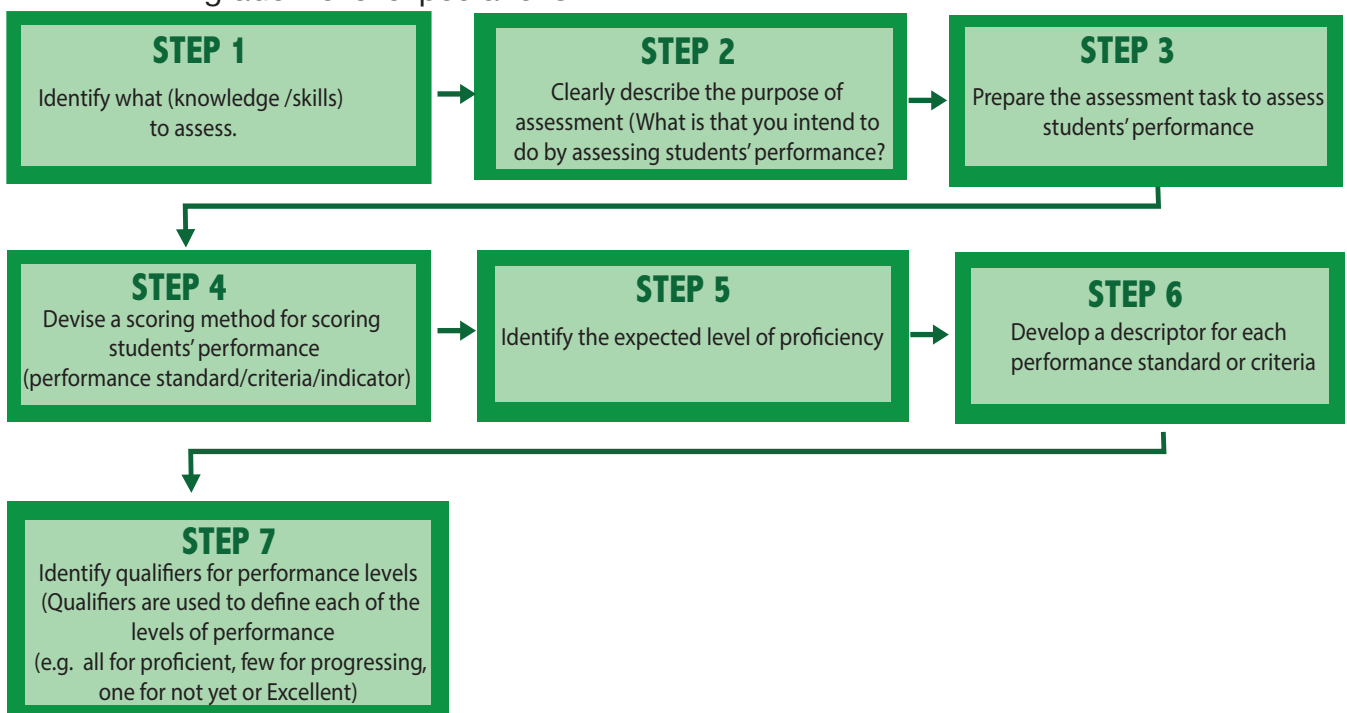 STEP 1
Identify what (knowledge /skills)
to assess.
STEP 2
Clearly describe the purpose of
assessment (What is that you intend to
do by assessing students’ performance?
STEP 3
Prepare the assessment task to assess
students’ performance
STEP 4
Devise a scoring method for scoring
students’ performance
(performance standard/criteria/indicator)
STEP 5
Identify the expected level of proficiency
STEP 6
Develop a descriptor for each
performance standard or criteria
STEP 7
Identify qualifiers for performance levels
(Qualifiers are used to define each of the
levels of performance
(e.g. all for proficient, few for progressing,
one for not yet or Excellent)